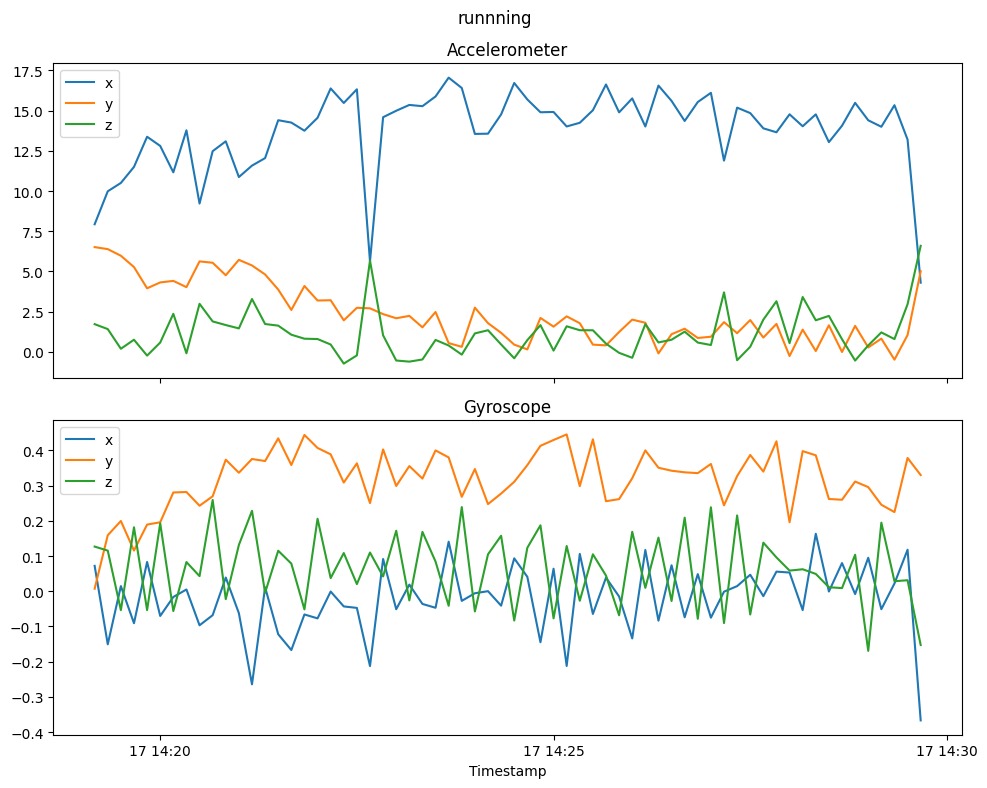 runnning
Accelerometer
17.5
15.0
12.5
10.0
7.5
5.0
2.5
0.0
x
y
z
Gyroscope
0.4
0.3
0.2
0.1
0.0
−0.1
−0.2
−0.3
−0.4
x
y
z
17 14:20
17 14:25
17 14:30
Timestamp